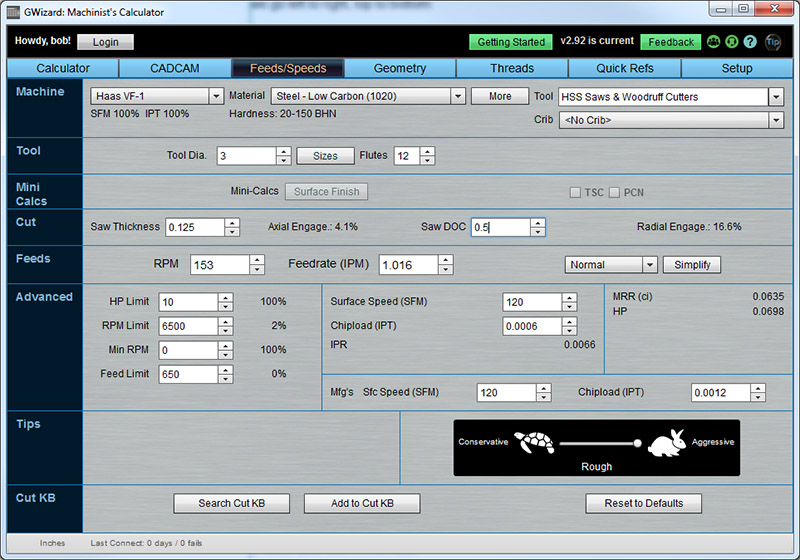 we go left to right, top to bottom.
GWizard: Machinist's Calculator
Howdy, bob! Login Getting Started v2.92 is current Feedback ? Tip
Calculator CADCAM Feeds/Speeds Geometry Threads Quick Refs Setup
Machine
Haas VF-1 Material Steel - Low Carbon (1020) More Tool HSS Saws & Woodruff Cutters
SFM 100% IPT 100% Hardness: 20-150 BHN Crib <No Crib>
Tool
Tool Dia. 3 Sizes Flutes 12
Mini
Calcs
Mini-Calcs Surface Finish TSC PCN
Cut
Saw Thickness 0.125 Axial Engage.: 4.1% Saw DOC 0.5 Radial Engage.: 16.6%
Feeds
RPM 153 Feedrate (IPM) 1.016 Normal Simplify
Advanced
HP Limit 10 100%
RPM Limit 6500 2%
Min RPM 0 100%
Feed Limit 650 0%
Surface Speed (SFM) 120
Chipload (IPT) 0.0006
IPR 0.0066
MRR (ci) 0.0635
HP 0.0698
Mfg's Sfc Speed (SFM) 120 Chipload (IPT) 0.0012
Tips
Conservative Aggressive
Rough
Cut KB
Search Cut KB Add to Cut KB Reset to Defaults
Inches Last Connect: 0 days / 0 fails